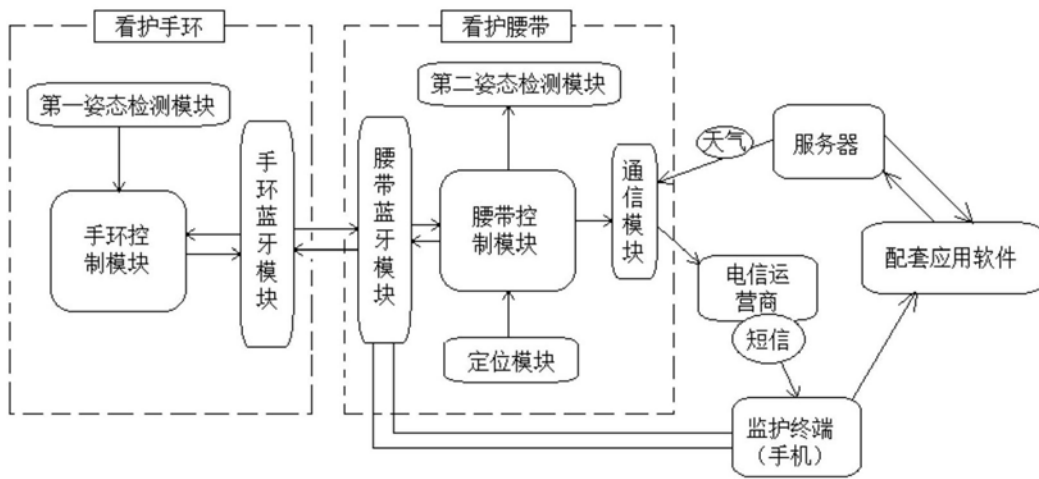 看护手环
看护腰带
第一姿态检测模块
第二姿态检测模块
手环控
制模块
手环蓝牙模块
腰带蓝牙模块
腰带控
制模块
通信模块
定位模块
天气
服务器
配套应用软件
电信运
营商
短信
监护终端
（手机）